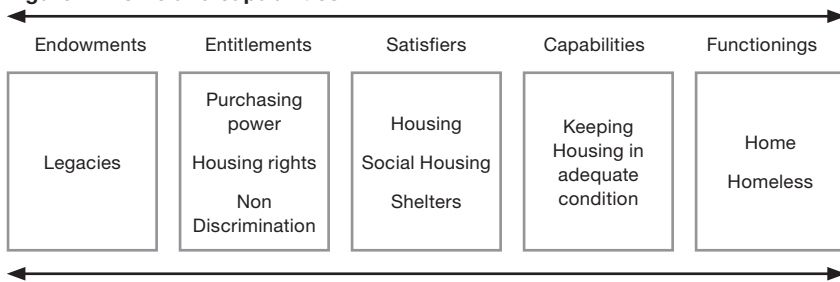 Endowments
Entitlements
Satisfiers
Capabilities
Functionings
Legacies
Purchasing
power
Housing rights
Non
Discrimination
Housing
Social Housing
Shelters
Keeping
Housing in
adequate
condition
Home
Homeless